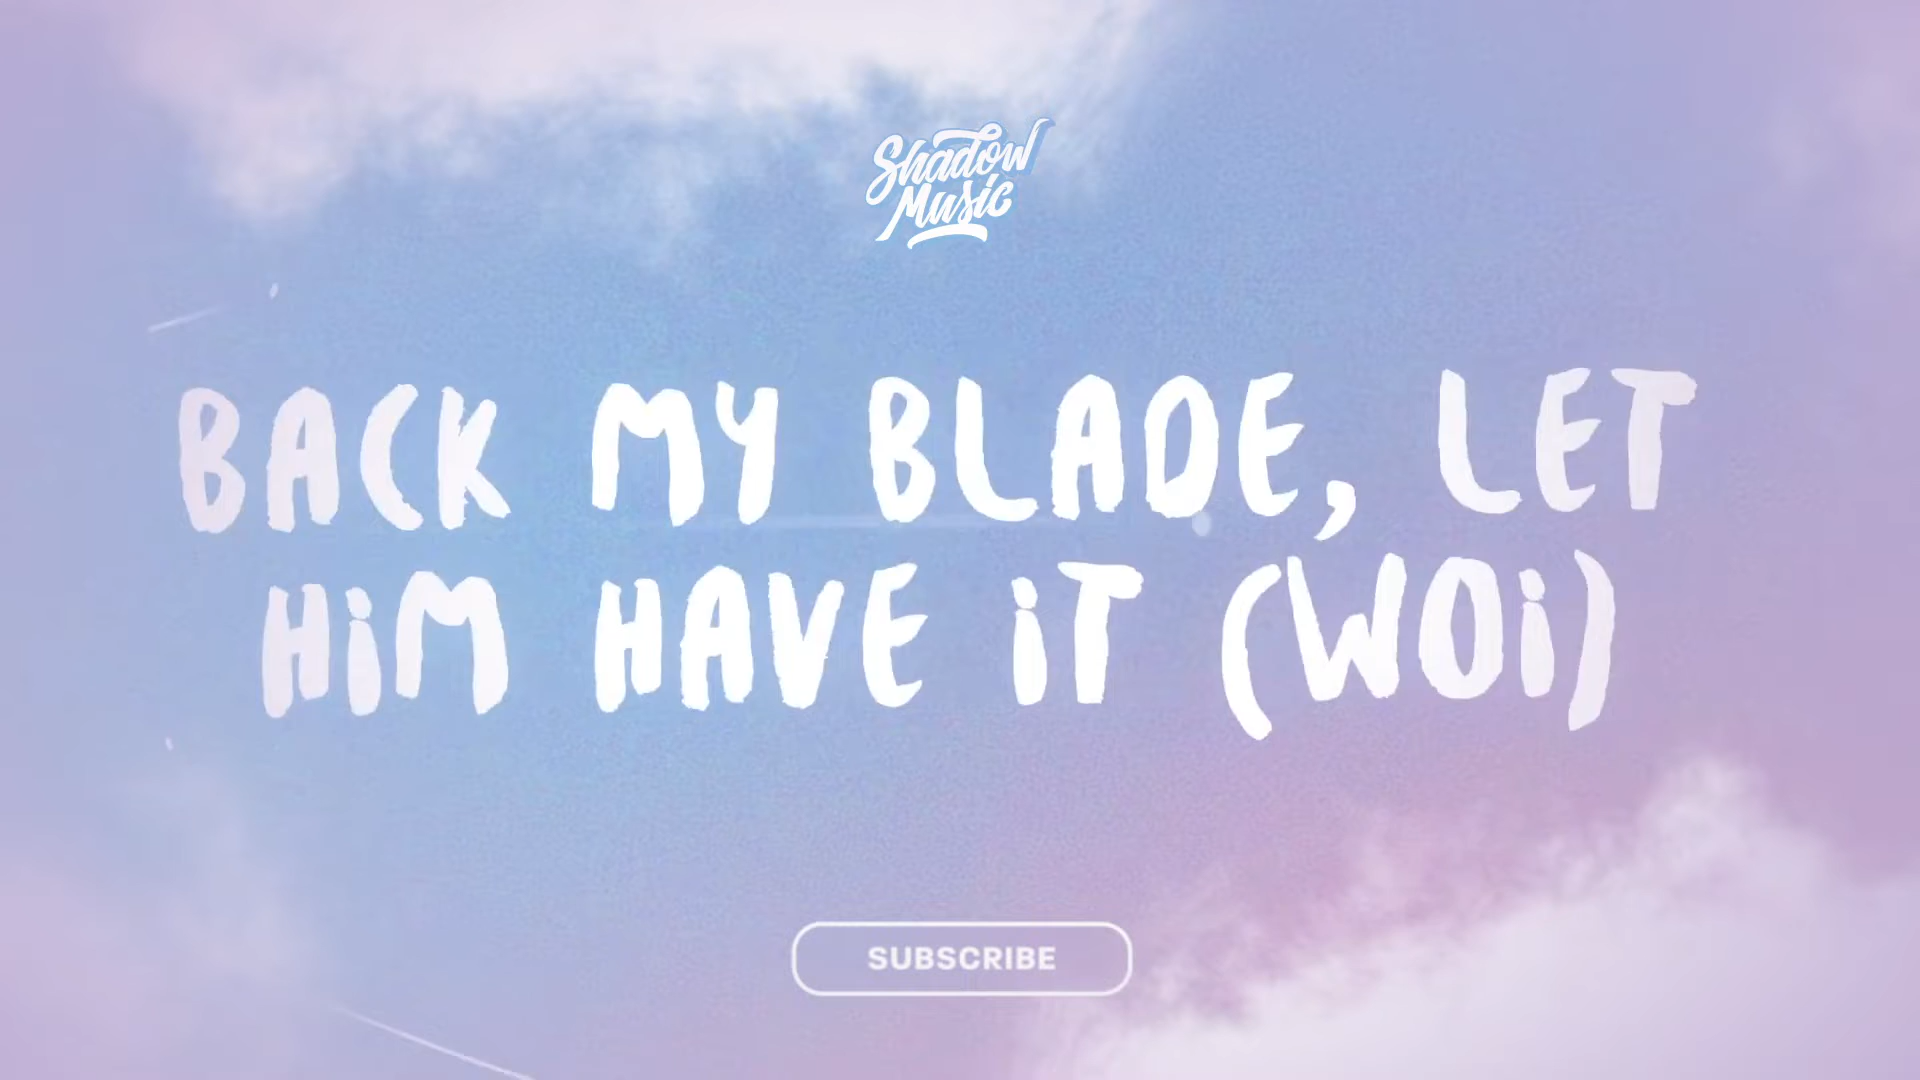 Shadow
Music
BACK MY BLADE, LET
HiM HAVE iT (WOi)
SUBSCRIBE